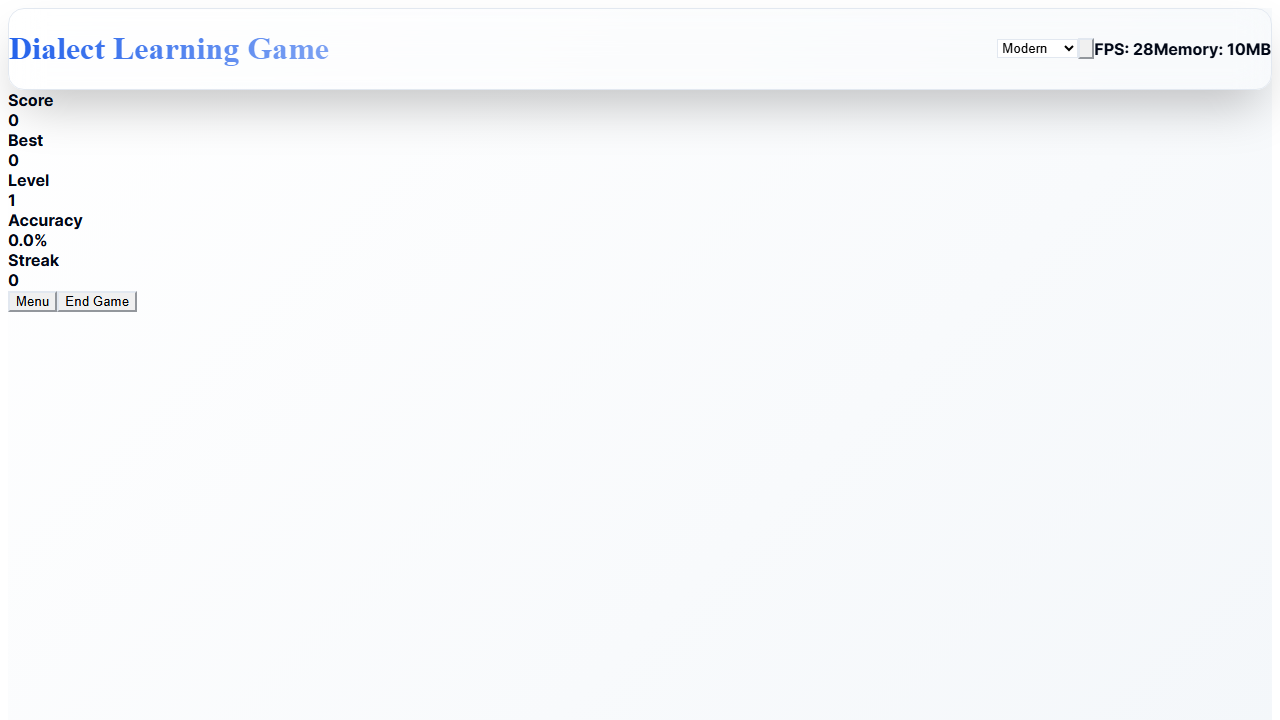 Dialect Learning Game
Modern
FPS: 28Memory: 10MB
Score
0
Best
0
Level
1
Accuracy
0.0%
Streak
0
Menu
End Game